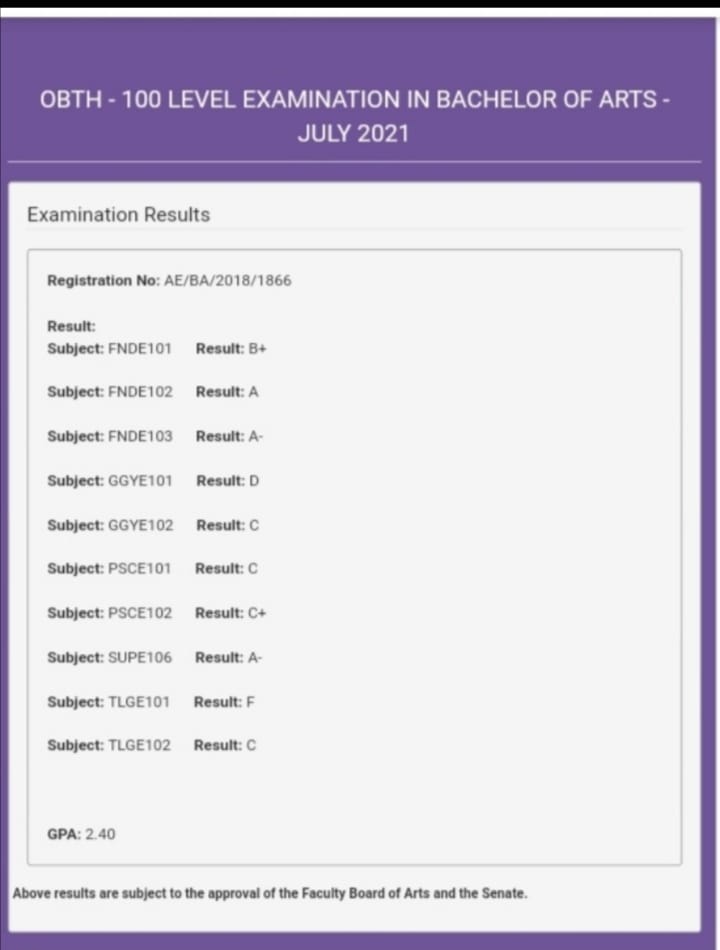 OBTH - 100 LEVEL EXAMINATION IN BACHELOR OF ARTS -
JULY 2021
Examination Results
Registration No: AE/BA/2018/1866
Result:
Subject: FNDE101 Result: B+
Subject: FNDE102 Result: A
Subject: FNDE103 Result: A-
Subject: GGYE101 Result: D
Subject: GGYE102 Result: C
Subject: PSCE101 Result: C
Subject: PSCE102 Result: C+
Subject: SUPE106 Result: A-
Subject: TLGE101 Result: F
Subject: TLGE102 Result: C
GPA: 2.40
Above results are subject to the approval of the Faculty Board of Arts and the Senate.